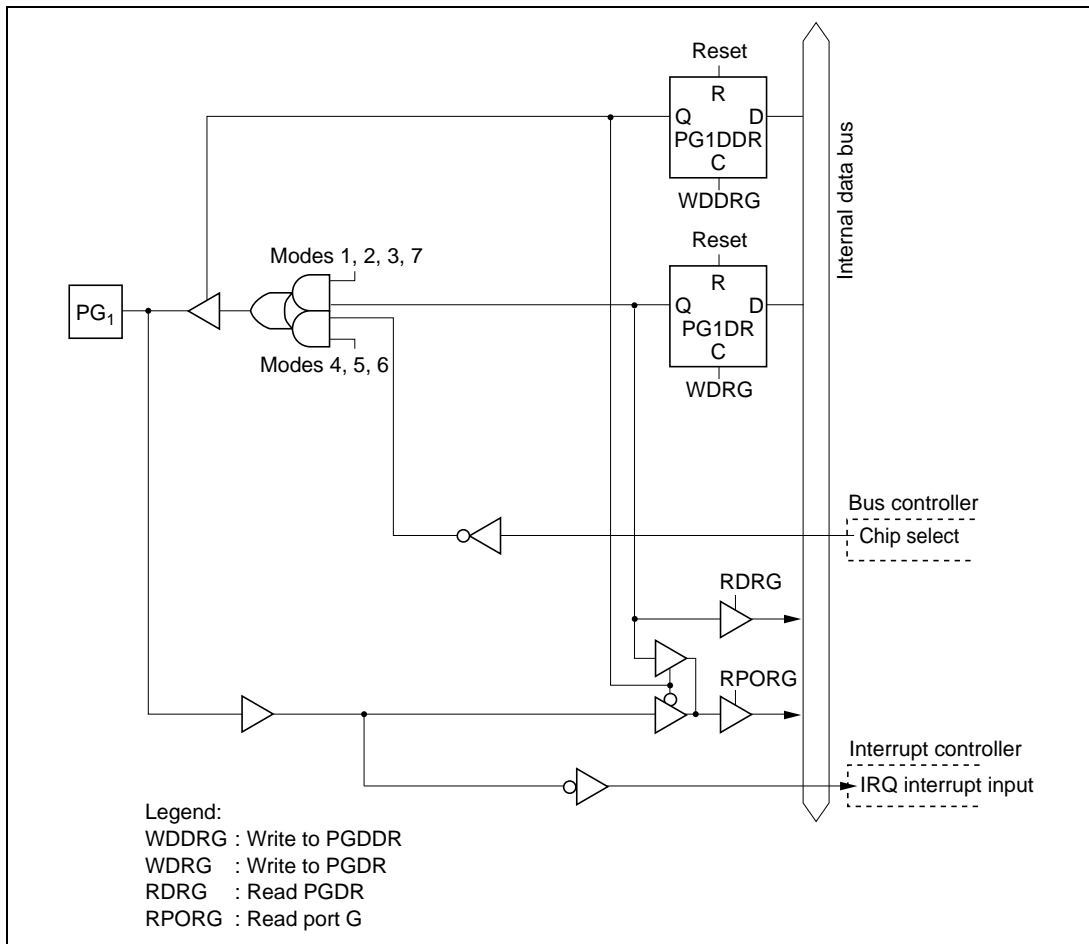 Reset
R
Q D
PG1DDR
C
WDDRG
Internal data bus
Modes 1, 2, 3, 7
Reset
R
Q D
PG1DR
C
WDRG
PG1
Modes 4, 5, 6
Bus controller
Chip select
RDRG
RPORG
Interrupt controller
IRQ interrupt input
Legend:
WDDRG : Write to PGDDR
WDRG : Write to PGDR
RDRG : Read PGDR
RPORG : Read port G